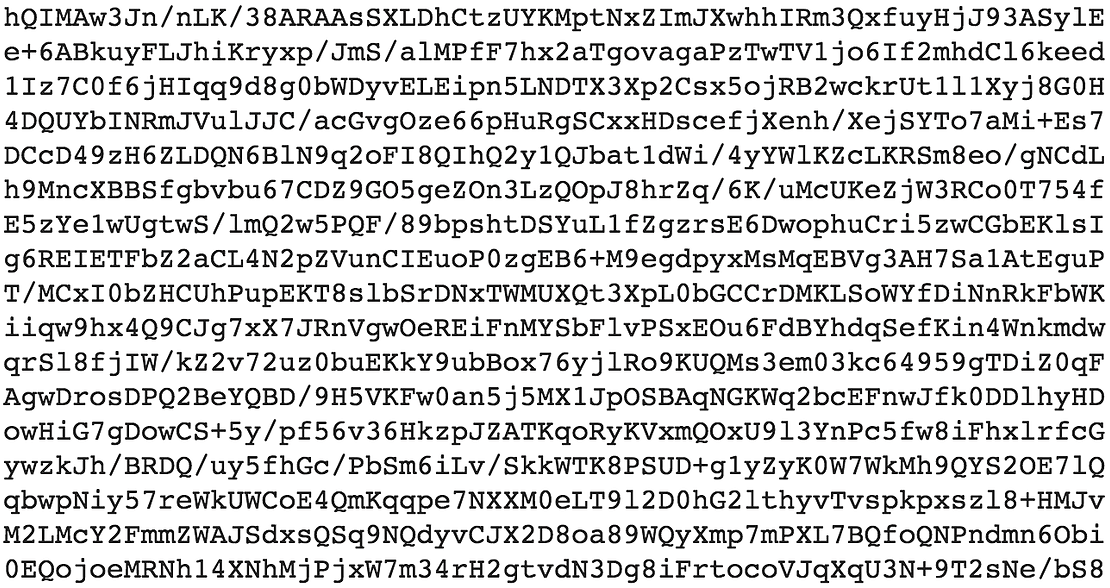 hQIMAw3Jn/nLK/38ARAAsSXLDhCtzUYKMptNxZImJXwhhIRm3QxfuyHjJ93ASylE
e+6ABkuyFLJhiKryxp/JmS/alMPfF7hx2aTgovagaPzTwTV1jo6If2mhdCl6keed
1Iz7C0f6jHIqq9d8g0bWDyvELEipn5LNDTX3Xp2Csx5ojRB2wckrUt1l1Xyj8G0H
4DQUYbINRmJVulJJC/acGvgOze66pHuRgSCxxHDscefjXenh/XejSYTo7aMi+Es7
DCcD49zH6ZLDQN6BlN9q2oFI8QIhQ2y1QJbat1dWi/4yYWlKZcLKRSm8eo/gNCdL
h9MncXBBSfgbvbu67CDZ9GO5geZOn3LzQOpJ8hrZq/6K/uMcUKeZjW3RCo0T754f
E5zYe1wUgtwS/lmQ2w5PQF/89bpshtDSYuL1fZgzrsE6DwophuCri5zwCGbEKlsI
g6REIETFbZ2aCL4N2pZVunCIEuoP0zgEB6+M9egdpyxMsMqEBVg3AH7Sa1AtEguP
T/MCxI0bZHCUhPupEKT8slbSrDNxTWMUXQt3XpL0bGCCrDMKLSoWYfDiNnRkFbWK
iiqw9hx4Q9CJg7xX7JRnVgwOeREiFnMYSbFlvPSxEOu6FdBYhdqSefKin4Wnkmdw
qrSl8fjIW/kZ2v72uz0buEKkY9ubBox76yjlRo9KUQMs3em03kc64959gTDiZ0qF
AgwDrosDPQ2BeYQBD/9H5VKFw0an5j5MX1JpOSBAqNGKWq2bcEFnwJfk0DDlhyHD
owHiG7gDowCS+5y/pf56v36HkzpJZATKqoRyKVxmQOxU9l3YnPc5fw8iFhxlrfcG
ywzkJh/BRDQ/uy5fhGc/PbSm6iLv/SkkWTK8PSUD+g1yZyK0W7WkMh9QYS2OE7lQ
qbwpNiy57reWkUWCoE4QmKqqpe7NXXM0eLT9l2D0hG2lthyvTvspkpxszl8+HMJv
M2LMcY2FmmZWAJSdxsQSq9NQdyvCJX2D8oa89WQyXmp7mPXL7BQfoQNPndmn6Obi
0EQojoeMRNh14XNhMjPjxW7m34rH2gtvdN3Dg8iFrtocoVJqXqU3N+9T2sNe/bS8